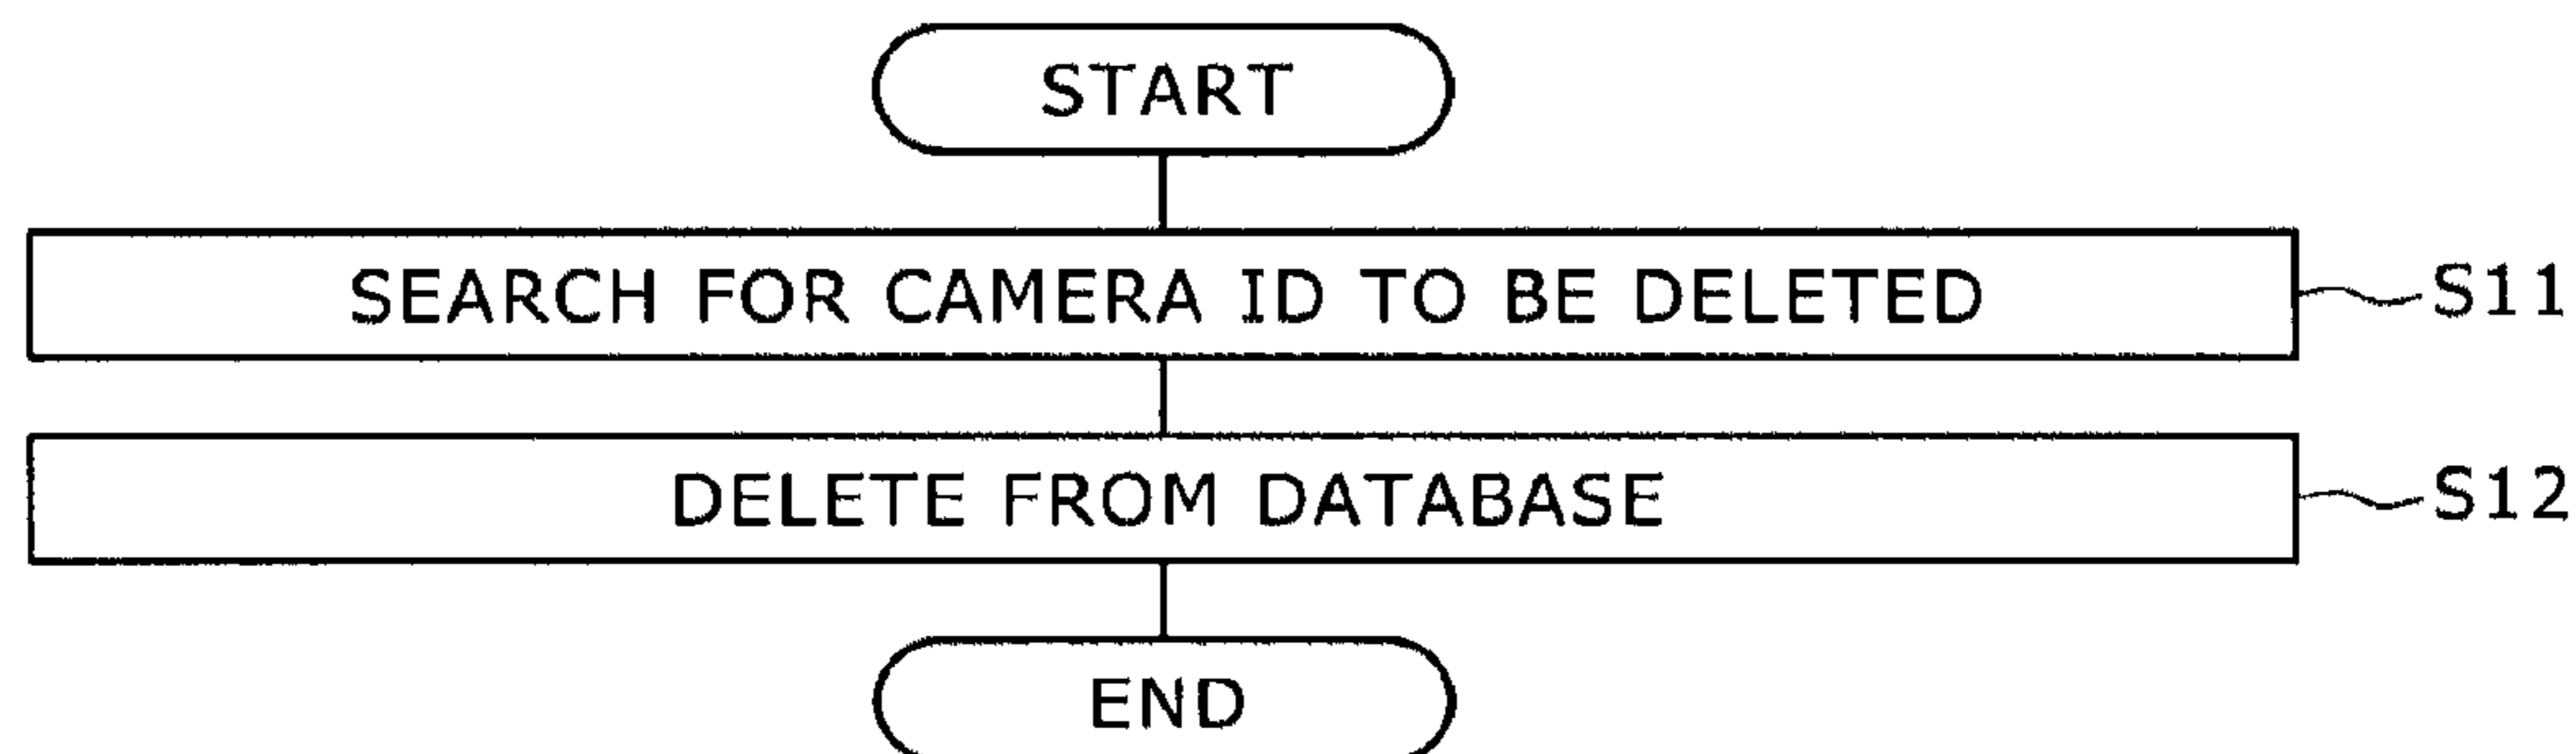 START
SEARCH FOR CAMERA ID TO BE DELETED
S11
DELETE FROM DATABASE
S12
END